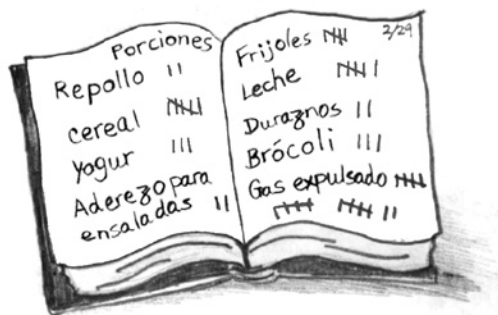 Porciones
Repollo ||
cereal 𝍸|
Yogur |||
Aderezo para
ensaladas ||
2/29
Frijoles 𝍸
Leche 𝍸 |
Duraznos ||
Brócoli |||
Gas expulsado 𝍸
𝍸 𝍸 ||